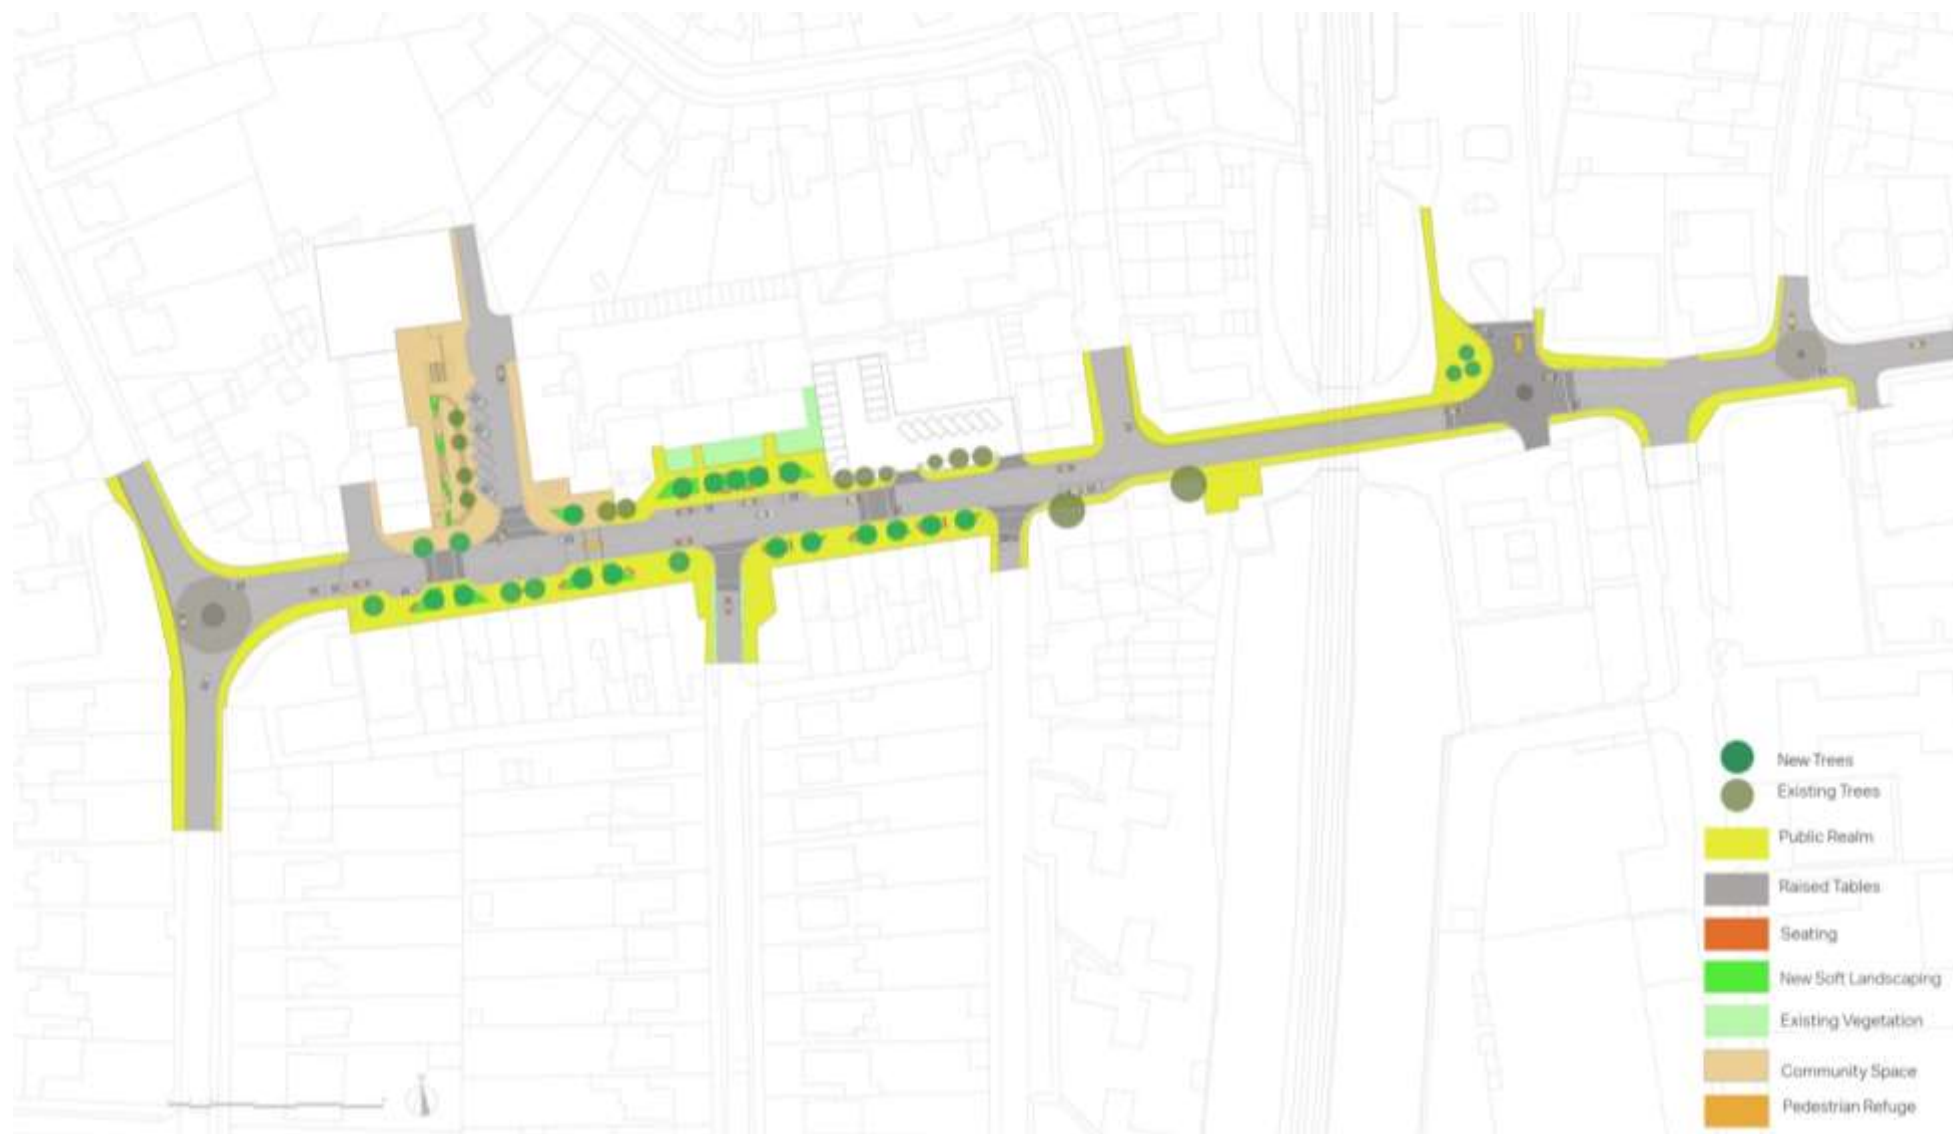 New Trees
Existing Trees
Public Realm
Raised Tables
Seating
New Soft Landscaping
Existing Vegetation
Community Space
Pedestrian Refuge